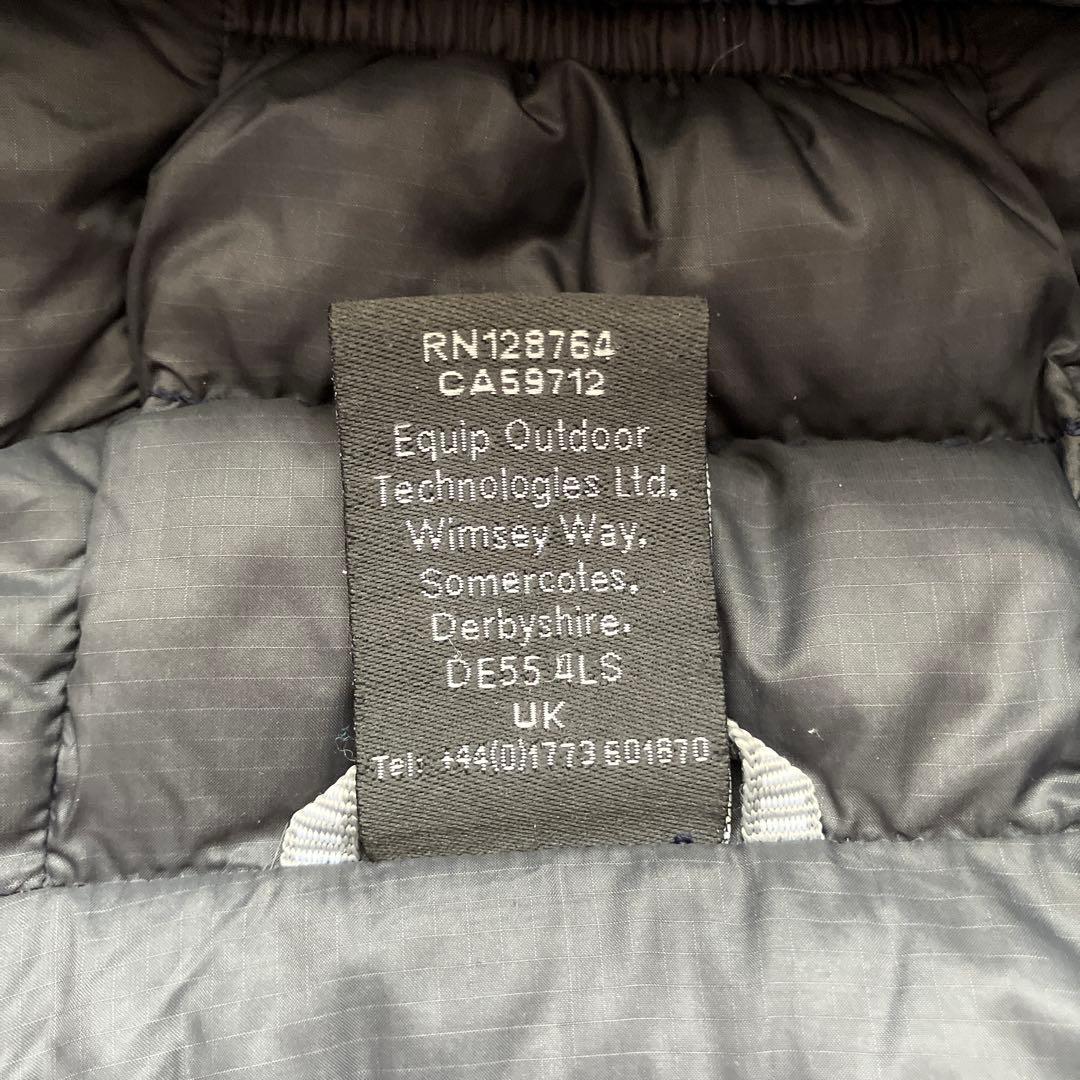 RN128764
CA59712
Equip Outdoor
Technologies Ltd.
Wimsey Way,
Somercotes,
Derbyshire.
DE55 4LS
UK
Tel: +44(0)1773 601870